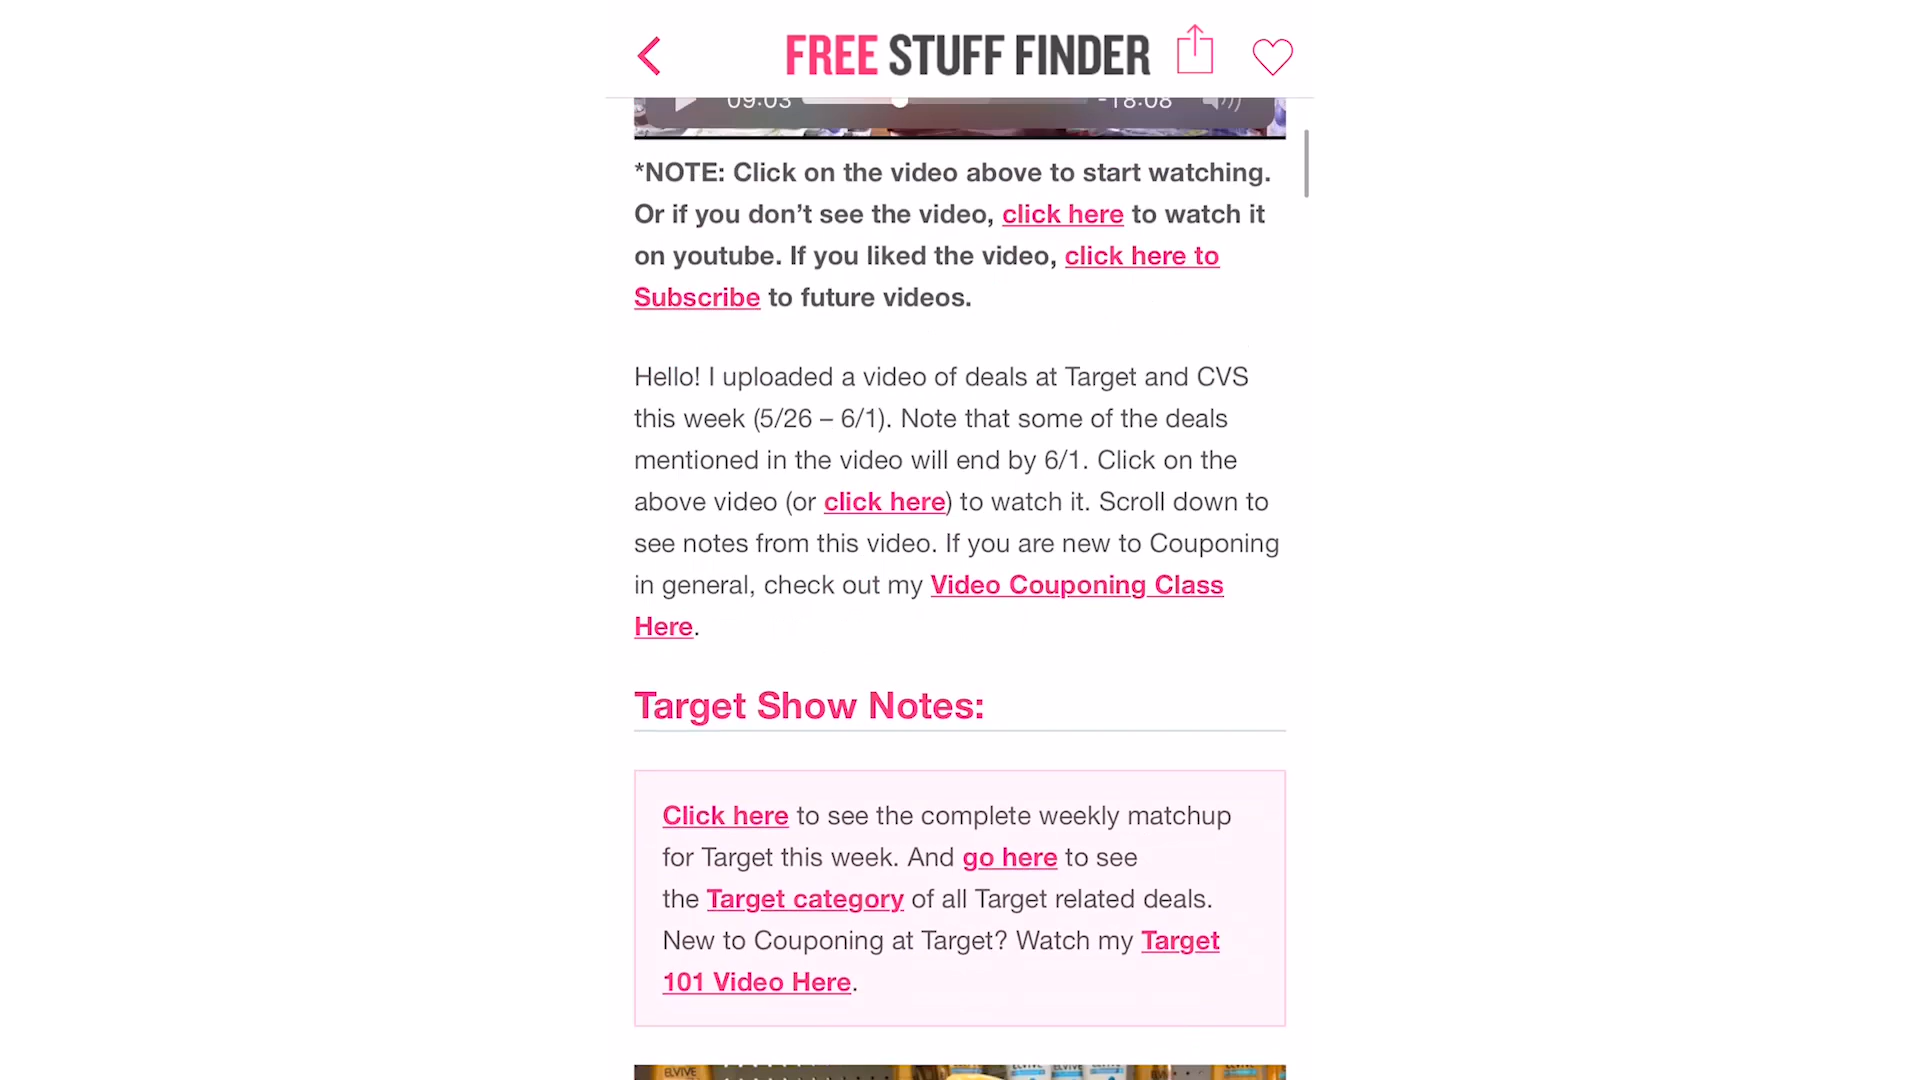 FREE STUFF FINDER
09:03 -18:08
*NOTE: Click on the video above to start watching.
Or if you don’t see the video, click here to watch it
on youtube. If you liked the video, click here to
Subscribe to future videos.
Hello! I uploaded a video of deals at Target and CVS
this week (5/26 – 6/1). Note that some of the deals
mentioned in the video will end by 6/1. Click on the
above video (or click here) to watch it. Scroll down to
see notes from this video. If you are new to Couponing
in general, check out my Video Couponing Class
Here.
Target Show Notes:
Click here to see the complete weekly matchup
for Target this week. And go here to see
the Target category of all Target related deals.
New to Couponing at Target? Watch my Target
101 Video Here.
ELVIVE ELVIVE ELVIVE